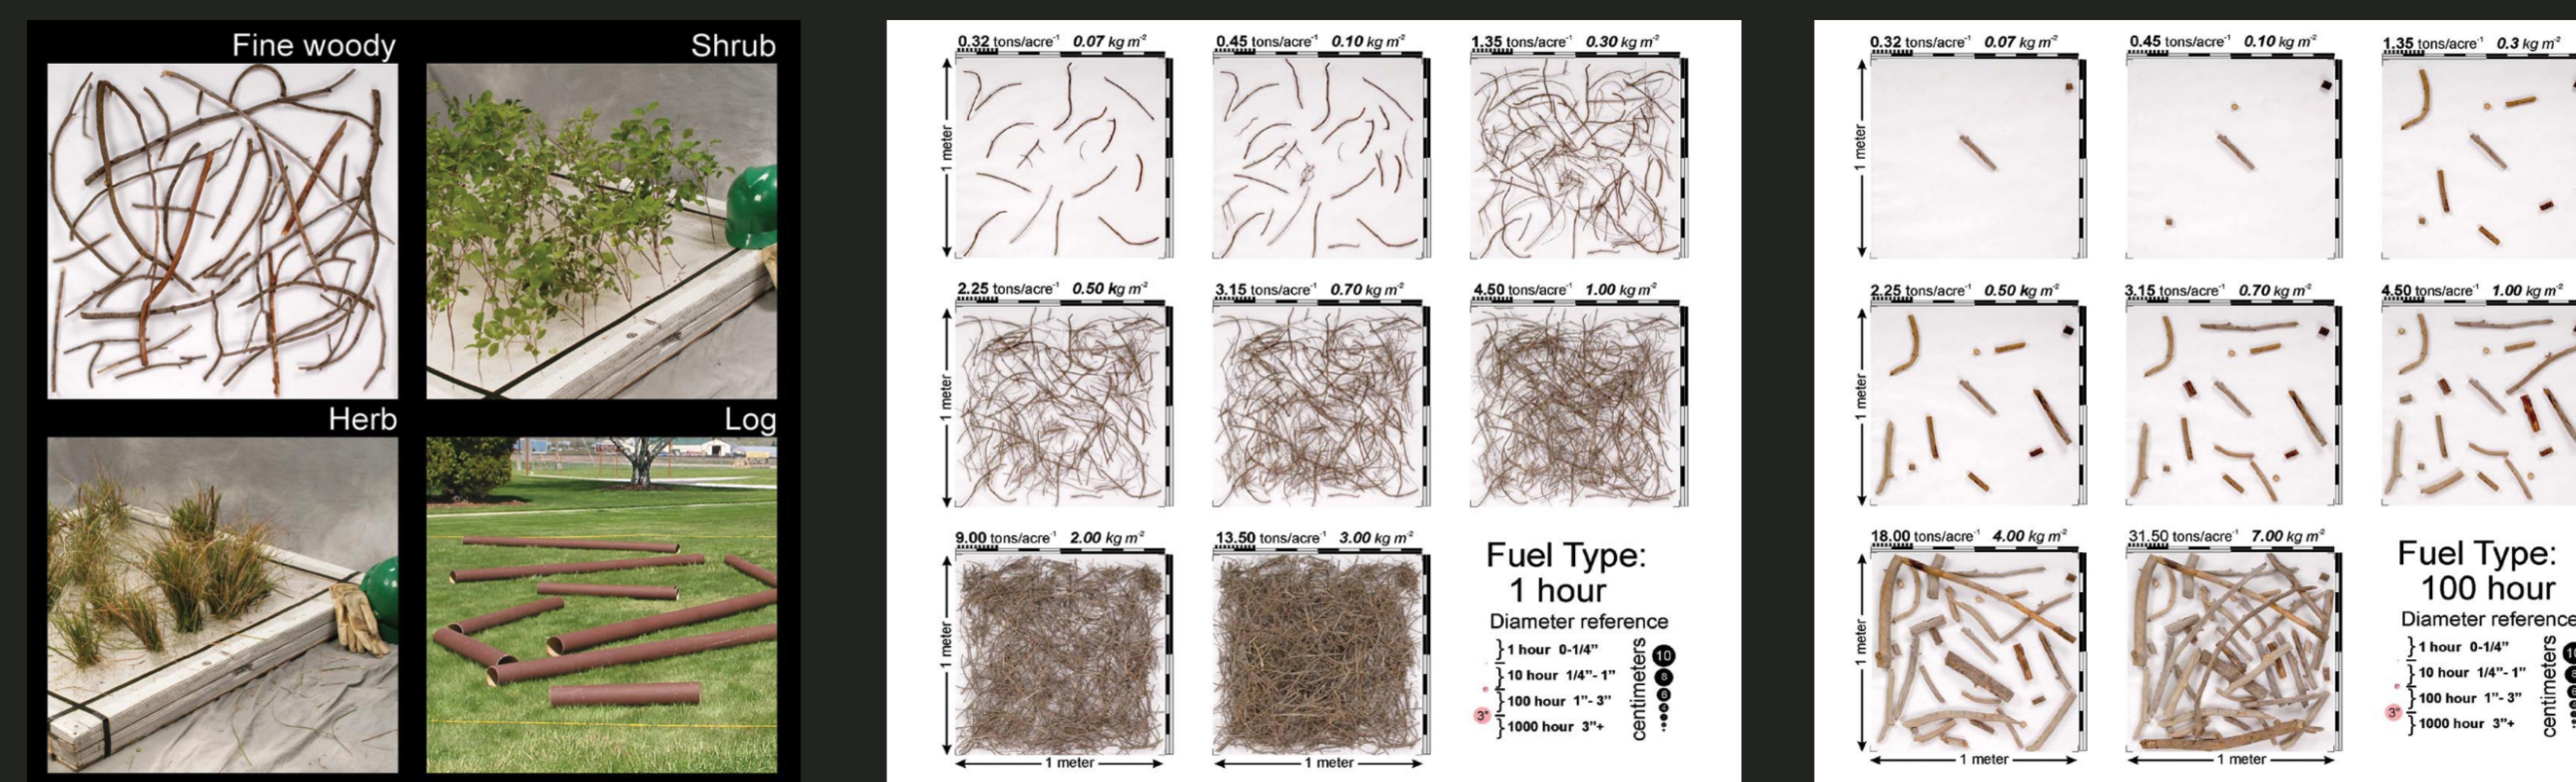 Fine woody
Shrub
Herb
Log
0.32 tons/acre⁻¹ 0.07 kg m⁻²
0.45 tons/acre⁻¹ 0.10 kg m⁻²
1.35 tons/acre⁻¹ 0.30 kg m⁻²
1 meter
2.25 tons/acre⁻¹ 0.50 kg m⁻²
3.15 tons/acre⁻¹ 0.70 kg m⁻²
4.50 tons/acre⁻¹ 1.00 kg m⁻²
1 meter
9.00 tons/acre⁻¹ 2.00 kg m⁻²
13.50 tons/acre⁻¹ 3.00 kg m⁻²
1 meter
1 meter
1 meter
Fuel Type:
1 hour
Diameter reference
1 hour 0-1/4"
10 hour 1/4"- 1"
100 hour 1"- 3"
1000 hour 3"+
3"
centimeters
10
8
6
0.32 tons/acre⁻¹ 0.07 kg m⁻²
0.45 tons/acre⁻¹ 0.10 kg m⁻²
1.35 tons/acre⁻¹ 0.3 kg m⁻²
1 meter
2.25 tons/acre⁻¹ 0.50 kg m⁻²
3.15 tons/acre⁻¹ 0.70 kg m⁻²
4.50 tons/acre⁻¹ 1.00 kg m⁻²
1 meter
18.00 tons/acre⁻¹ 4.00 kg m⁻²
31.50 tons/acre⁻¹ 7.00 kg m⁻²
1 meter
1 meter
1 meter
Fuel Type:
100 hour
Diameter reference
1 hour 0-1/4"
10 hour 1/4"- 1"
100 hour 1"- 3"
1000 hour 3"+
3"
centimeters